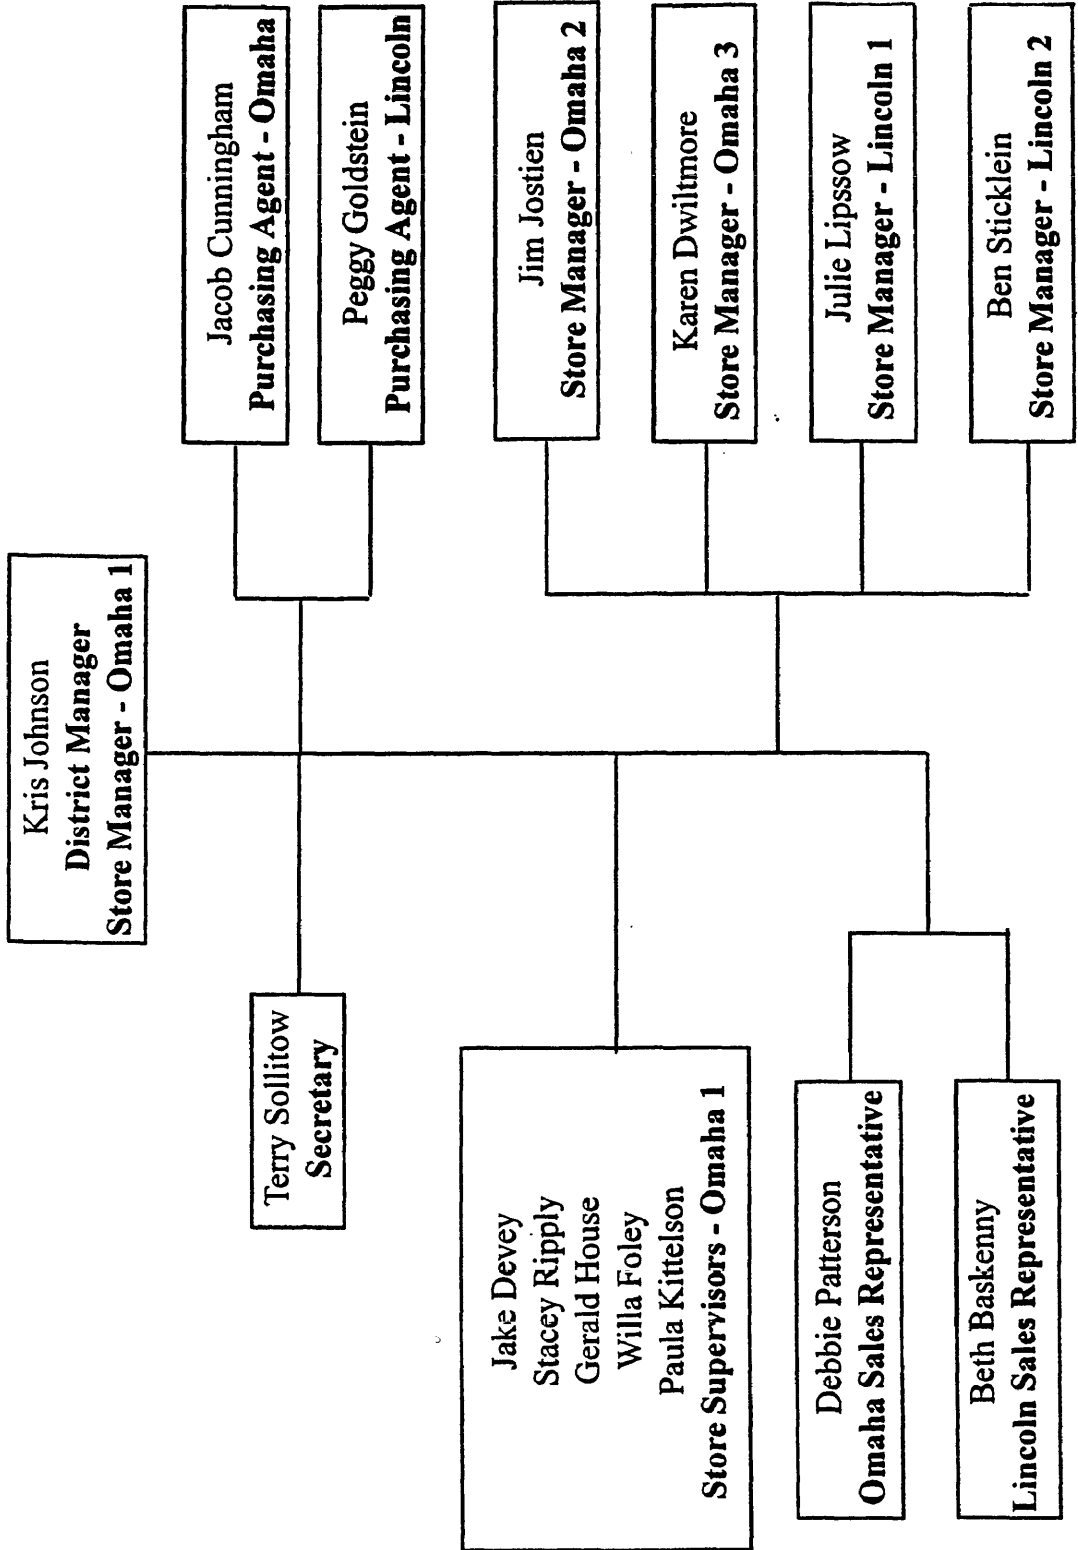 Kris Johnson
District Manager
Store Manager - Omaha 1
Terry Sollitow
Secretary
Jacob Cunningham
Purchasing Agent - Omaha
Peggy Goldstein
Purchasing Agent - Lincoln
Jake Devey
Stacey Ripply
Gerald House
Willa Foley
Paula Kittelson
Store Supervisors - Omaha 1
Jim Jostien
Store Manager - Omaha 2
Karen Dwiltmore
Store Manager - Omaha 3
Julie Lipssow
Store Manager - Lincoln 1
Ben Sticklein
Store Manager - Lincoln 2
Debbie Patterson
Omaha Sales Representative
Beth Baskenny
Lincoln Sales Representative